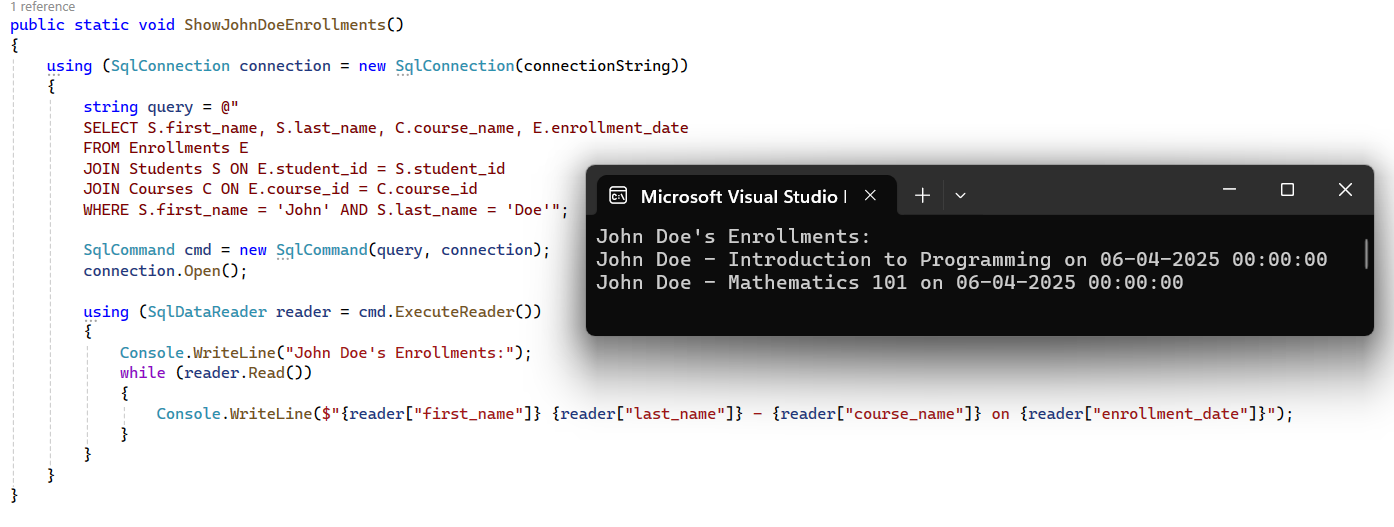 1 reference
public static void ShowJohnDoeEnrollments()
{
using (SqlConnection connection = new SqlConnection(connectionString))
{
string query = @"
SELECT S.first_name, S.last_name, C.course_name, E.enrollment_date
FROM Enrollments E
JOIN Students S ON E.student_id = S.student_id
JOIN Courses C ON E.course_id = C.course_id
WHERE S.first_name = 'John' AND S.last_name = 'Doe'";
SqlCommand cmd = new SqlCommand(query, connection);
connection.Open();
using (SqlDataReader reader = cmd.ExecuteReader())
{
Console.WriteLine("John Doe's Enrollments:");
while (reader.Read())
{
Console.WriteLine($"{reader["first_name"]} {reader["last_name"]} - {reader["course_name"]} on {reader["enrollment_date"]}");
}
}
}
}
Microsoft Visual Studio
John Doe's Enrollments:
John Doe - Introduction to Programming on 06-04-2025 00:00:00
John Doe - Mathematics 101 on 06-04-2025 00:00:00